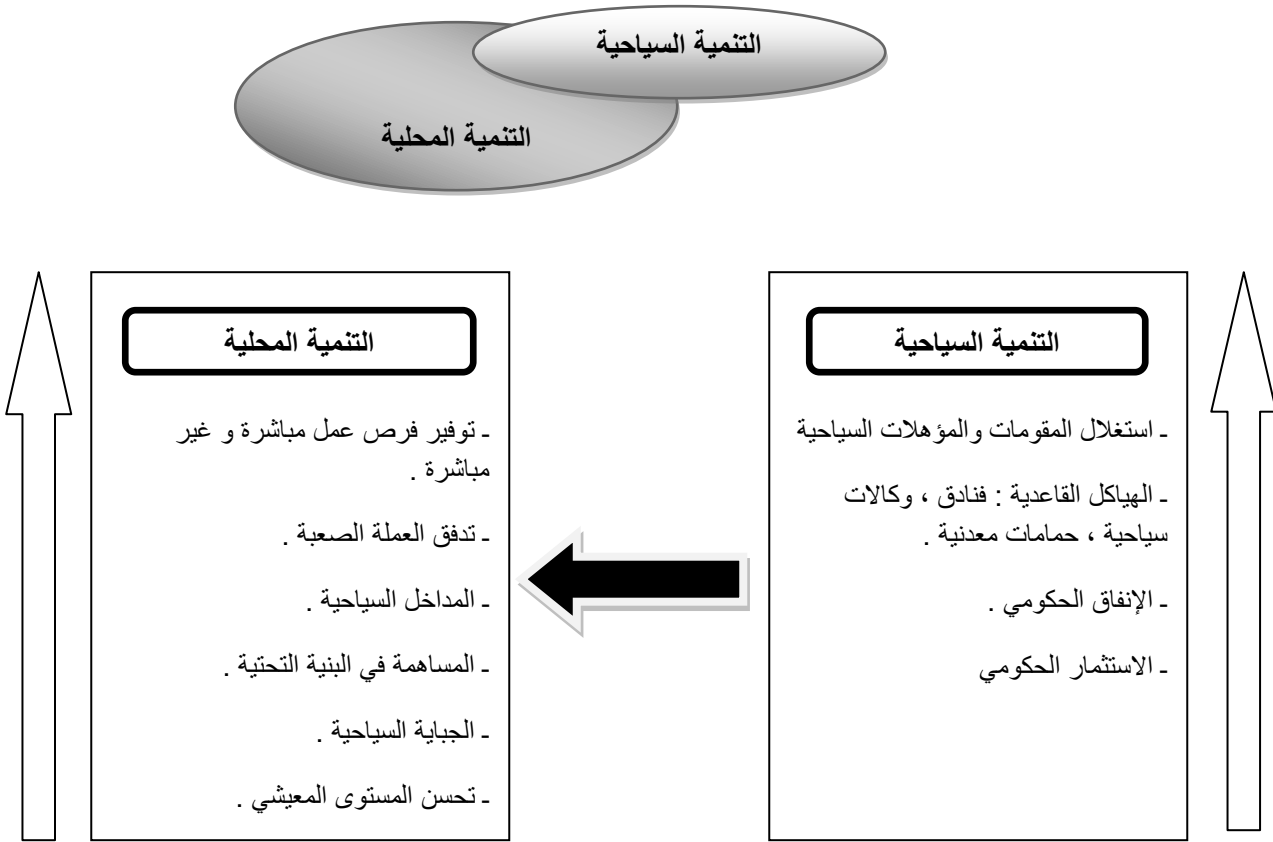 التنمية السياحية
التنمية المحلية
التنمية السياحية
ـ استغلال المقومات والمؤهلات السياحية
ـ الهياكل القاعدية : فنادق ، وكالات
سياحية ، حمامات معدنية .
ـ الإنفاق الحكومي .
ـ الاستثمار الحكومي
التنمية المحلية
ـ توفير فرص عمل مباشرة و غير
مباشرة .
ـ تدفق العملة الصعبة .
ـ المداخل السياحية .
ـ المساهمة في البنية التحتية .
ـ الجباية السياحية .
ـ تحسن المستوى المعيشي .